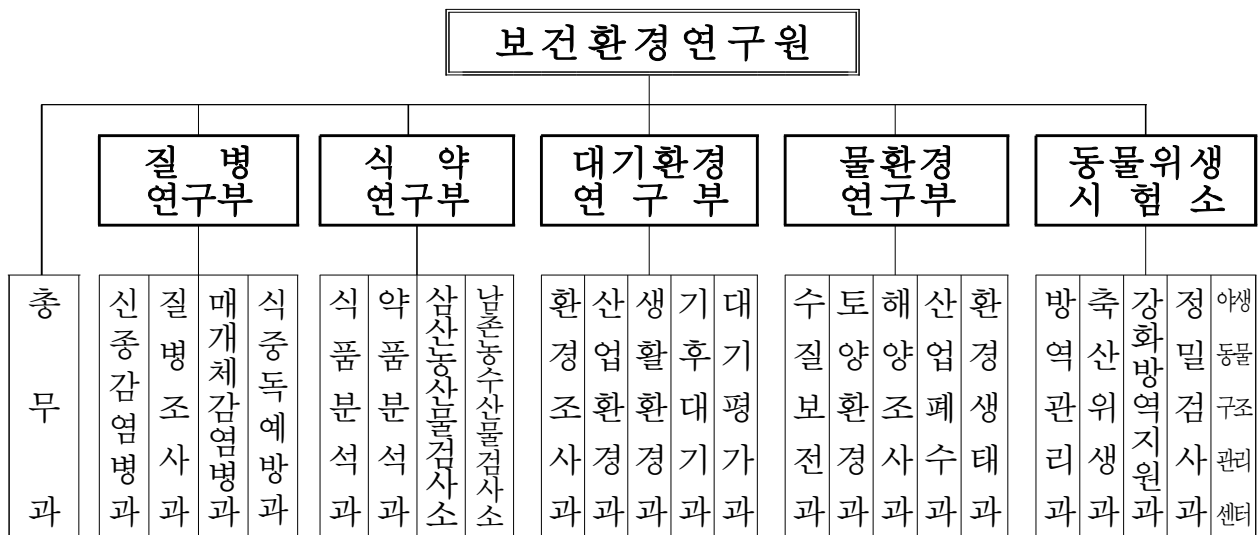 보건환경연구원
질 병
연구부
식 약
연구부
대기환경
연 구 부
물환경
연구부
동물위생
시 험 소
총무과
신종감염병과
질병조사과
매개체감염병과
식중독예방과
식품분석과
약품분석과
삼산농산물검사소
남촌농수산물검사소
환경조사과
산업환경과
생활환경과
기후대기과
대기평가과
수질보전과
토양환경과
해양조사과
산업폐수과
환경생태과
방역관리과
축산위생과
강화방역지원과
정밀검사과
야생
동물
구조
관리
센터